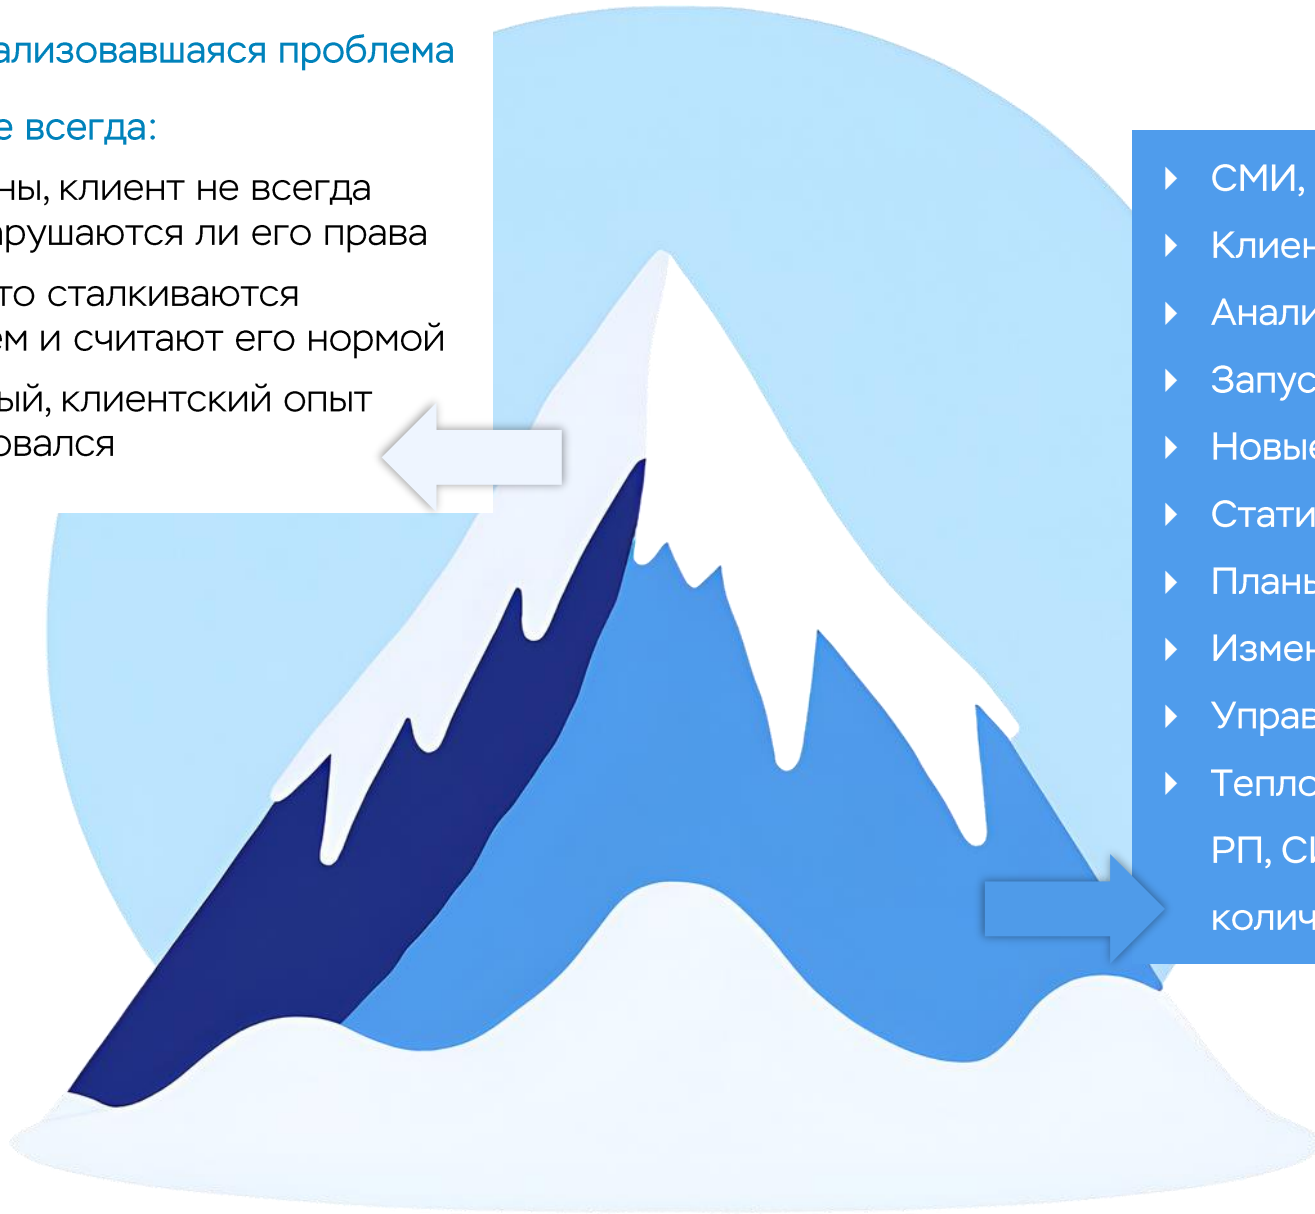 ализовавшаяся проблема
е всегда:
ны, клиент не всегда
арушаются ли его права
то сталкиваются
ем и считают его нормой
ый, клиентский опыт
овался
СМИ,
Клиен
Анали
Запус
Новые
Стати
Планы
Измен
Управ
Тепло
РП, СИ
колич